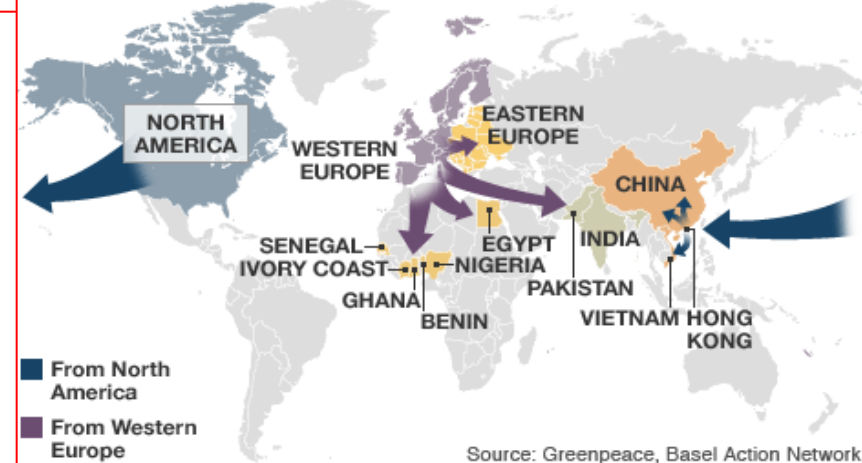 NORTH
AMERICA
WESTERN
EUROPE
EASTERN
EUROPE
CHINA
SENEGAL
IVORY COAST
GHANA
BENIN
NIGERIA
EGYPT
INDIA
PAKISTAN
VIETNAM
HONG
KONG
From North
America
From Western
Europe
Source: Greenpeace, Basel Action Network